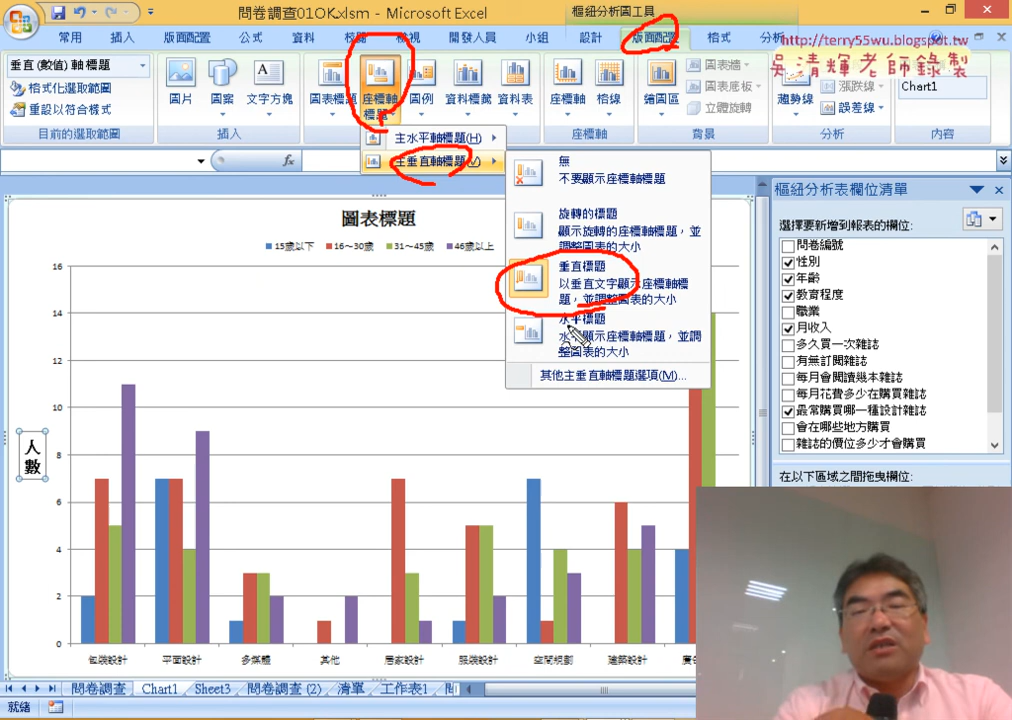 問卷調查01OK.xlsm - Microsoft Excel
樞紐分析圖工具
常用 插入 版面配置 公式 資料 校閱 檢視 開發人員 小組 設計 版面配置 格式 分析
http://terry55wu.blogspot.tw
吳清輝老師錄製
垂直 (數值) 軸標題
格式化選取範圍
重設以符合樣式
目前的選取範圍
圖片 圖案 文字方塊
插入
圖表標題 座標軸標題 圖例 資料標籤 資料表
座標軸 格線
座標軸
繪圖區
圖表牆
圖表底板
立體旋轉
背景
趨勢線
誤差線
分析
Chart1
內容
主水平軸標題(H)
主垂直軸標題(V)
無
不要顯示座標軸標題
旋轉的標題
顯示旋轉的座標軸標題，並
調整圖表的大小
垂直標題
以垂直文字顯示座標軸標
題，並調整圖表的大小
水平標題
水平顯示座標軸標題，並調
整圖表的大小
其他主垂直軸標題選項(M)...
fx
圖表標題
15歲以下 16～30歲 31～45歲 46歲以上
16
14
12
10
8
6
4
2
0
人數
包裝設計 平面設計 多媒體 其他 居家設計 服裝設計 空間規劃 建築設計
樞紐分析表欄位清單
選擇要新增到報表的欄位:
問卷編號
性別
年齡
教育程度
職業
月收入
多久買一次雜誌
有無訂閱雜誌
每月會閱讀幾本雜誌
每月花費多少在購買雜誌
最常購買哪一種設計雜誌
會在哪些地方購買
雜誌的價位多少才會購買
在以下區域之間拖曳欄位:
問卷調查 Chart1 Sheet3 問卷調查 (2) 清單 工作表1
就緒